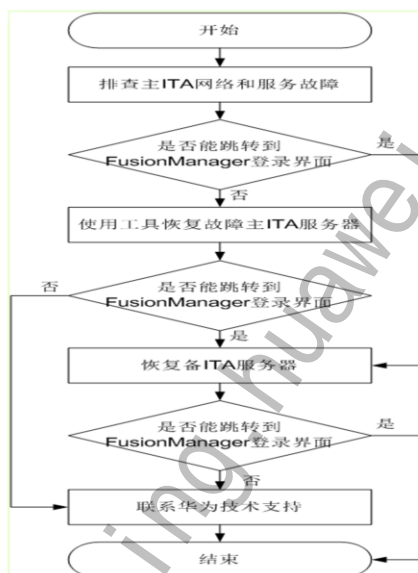 开始
排查主ITA网络和服务故障
是否能跳转到
FusionManager登录界面
是
否
使用工具恢复故障主ITA服务器
否
是否能跳转到
FusionManager登录界面
是
恢复备ITA服务器
是否能跳转到
FusionManager登录界面
是
否
联系华为技术支持
结束
ing.huawei